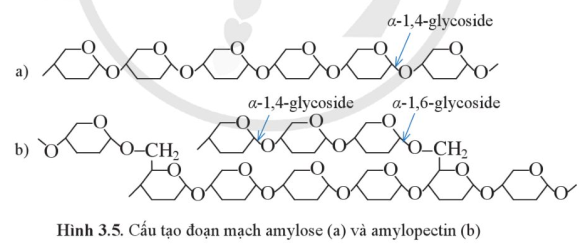 α-1,4-glycoside
a)
O O O O O O
O O O O O O
α-1,4-glycoside α-1,6-glycoside
b)
O O O O
O O–CH₂ O O O–CH₂
O O O O O O
O O O O O O
Hình 3.5. Cấu tạo đoạn mạch amylose (a) và amylopectin (b)